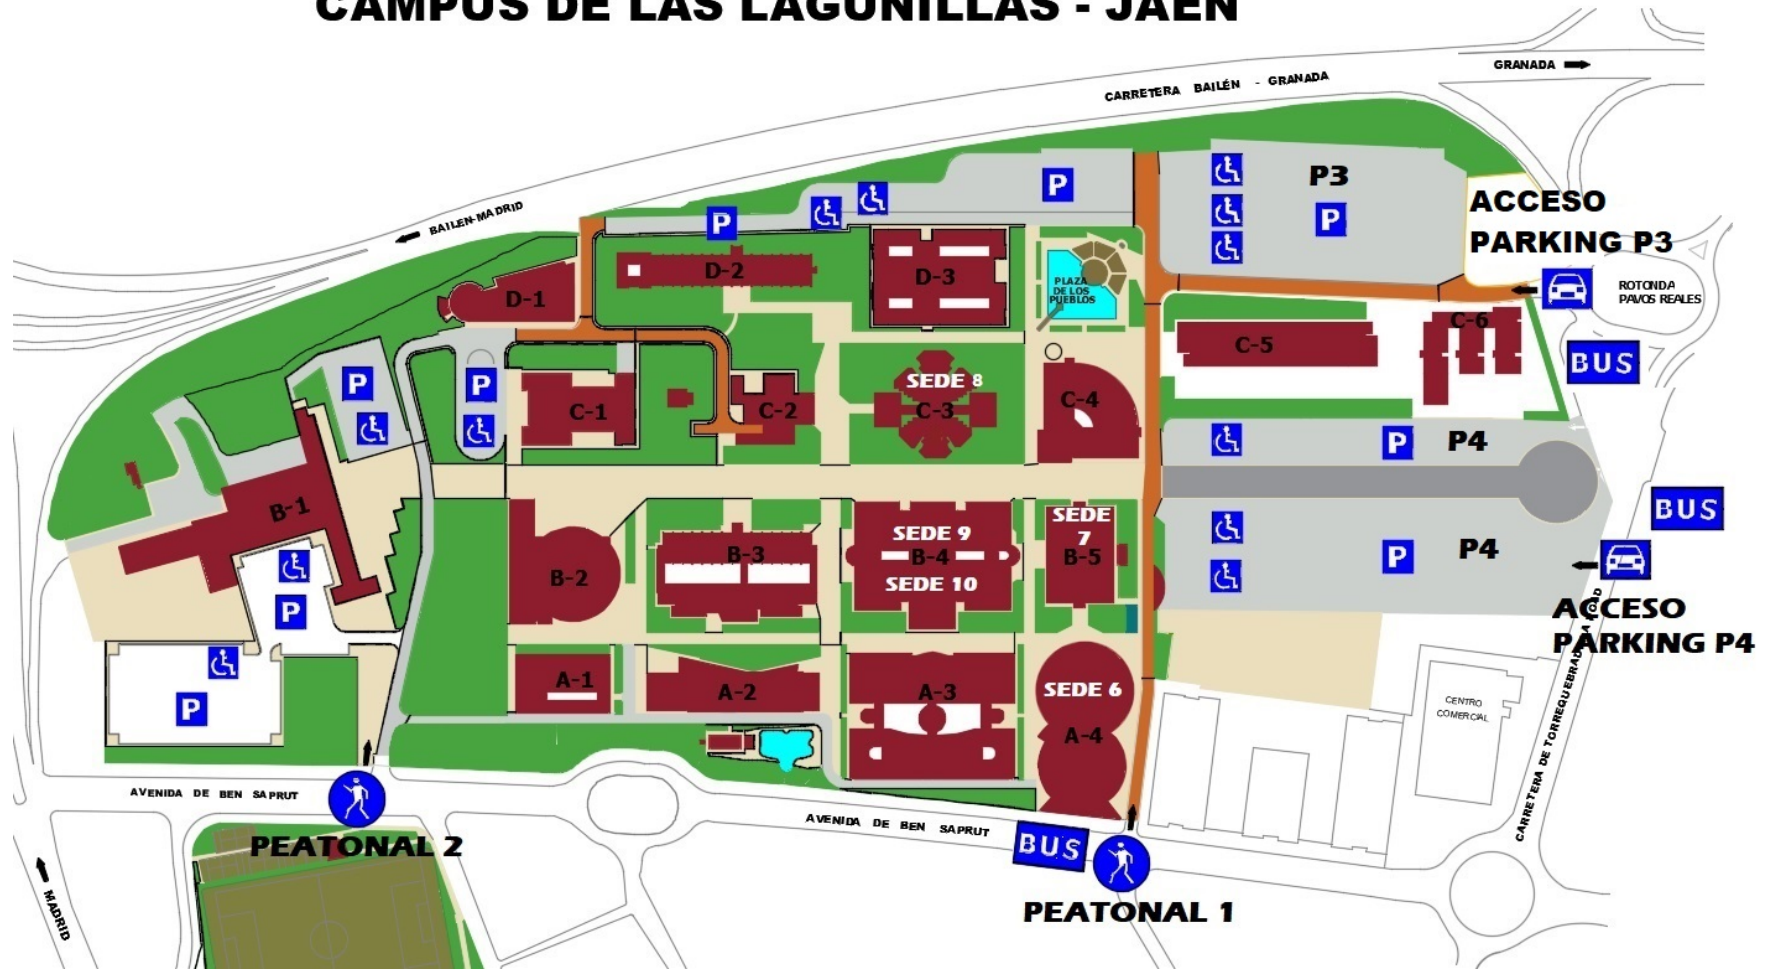 CAMPUS DE LAS LAGUNILLAS - JAEN
GRANADA
CARRETERA BAILÉN - GRANADA
BAILEN-MADRID
P
P
P3
P
ACCESO
PARKING P3
ROTONDA
PAVOS REALES
D-1
D-2
D-3
PLAZA
DE LOS
PUEBLOS
C-5
C-6
BUS
P
P
C-1
C-2
SEDE 8
C-3
C-4
P
P4
B-1
BUS
B-2
B-3
SEDE 9
B-4
SEDE 10
SEDE
7
B-5
P
P4
P
ACCESO
PARKING P4
P
A-1
A-2
A-3
SEDE 6
A-4
CENTRO
COMERCIAL
CARRETERA DE TORREQUEBRADILLA
AVENIDA DE BEN SAPRUT
PEATONAL 2
AVENIDA DE BEN SAPRUT
BUS
PEATONAL 1
MADRID